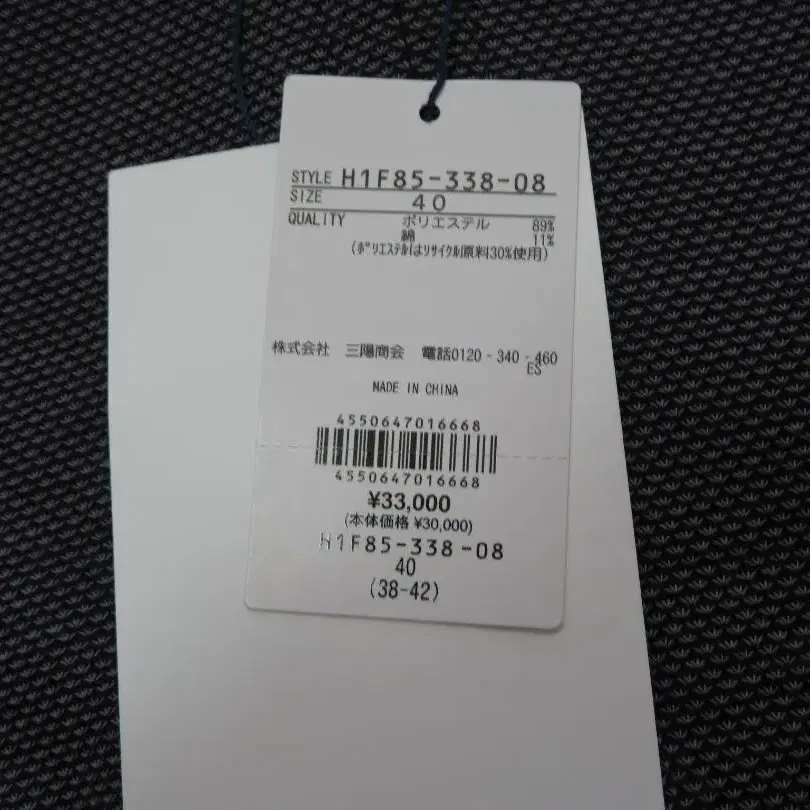 STYLE H1F85-338-08
SIZE 40
QUALITY ポリエステル 89%
綿 11%
(ポリエステルはリサイクル原料30%使用)
株式会社 三陽商会 電話0120-340-460
ES
MADE IN CHINA
4550647016668
4550647016668
¥33,000
(本体価格 ¥30,000)
H1F85-338-08
40
(38-42)